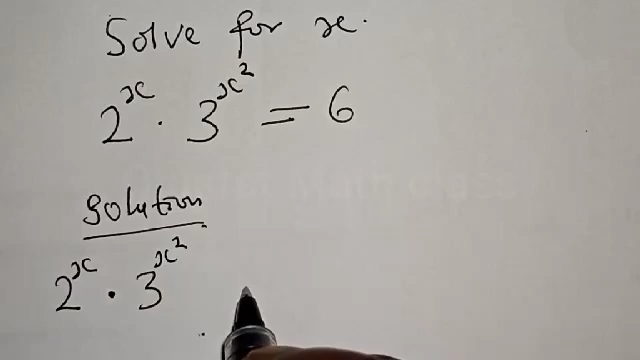 Solve for x.
2^x · 3^x² = 6
Solution
2^x · 3^x²